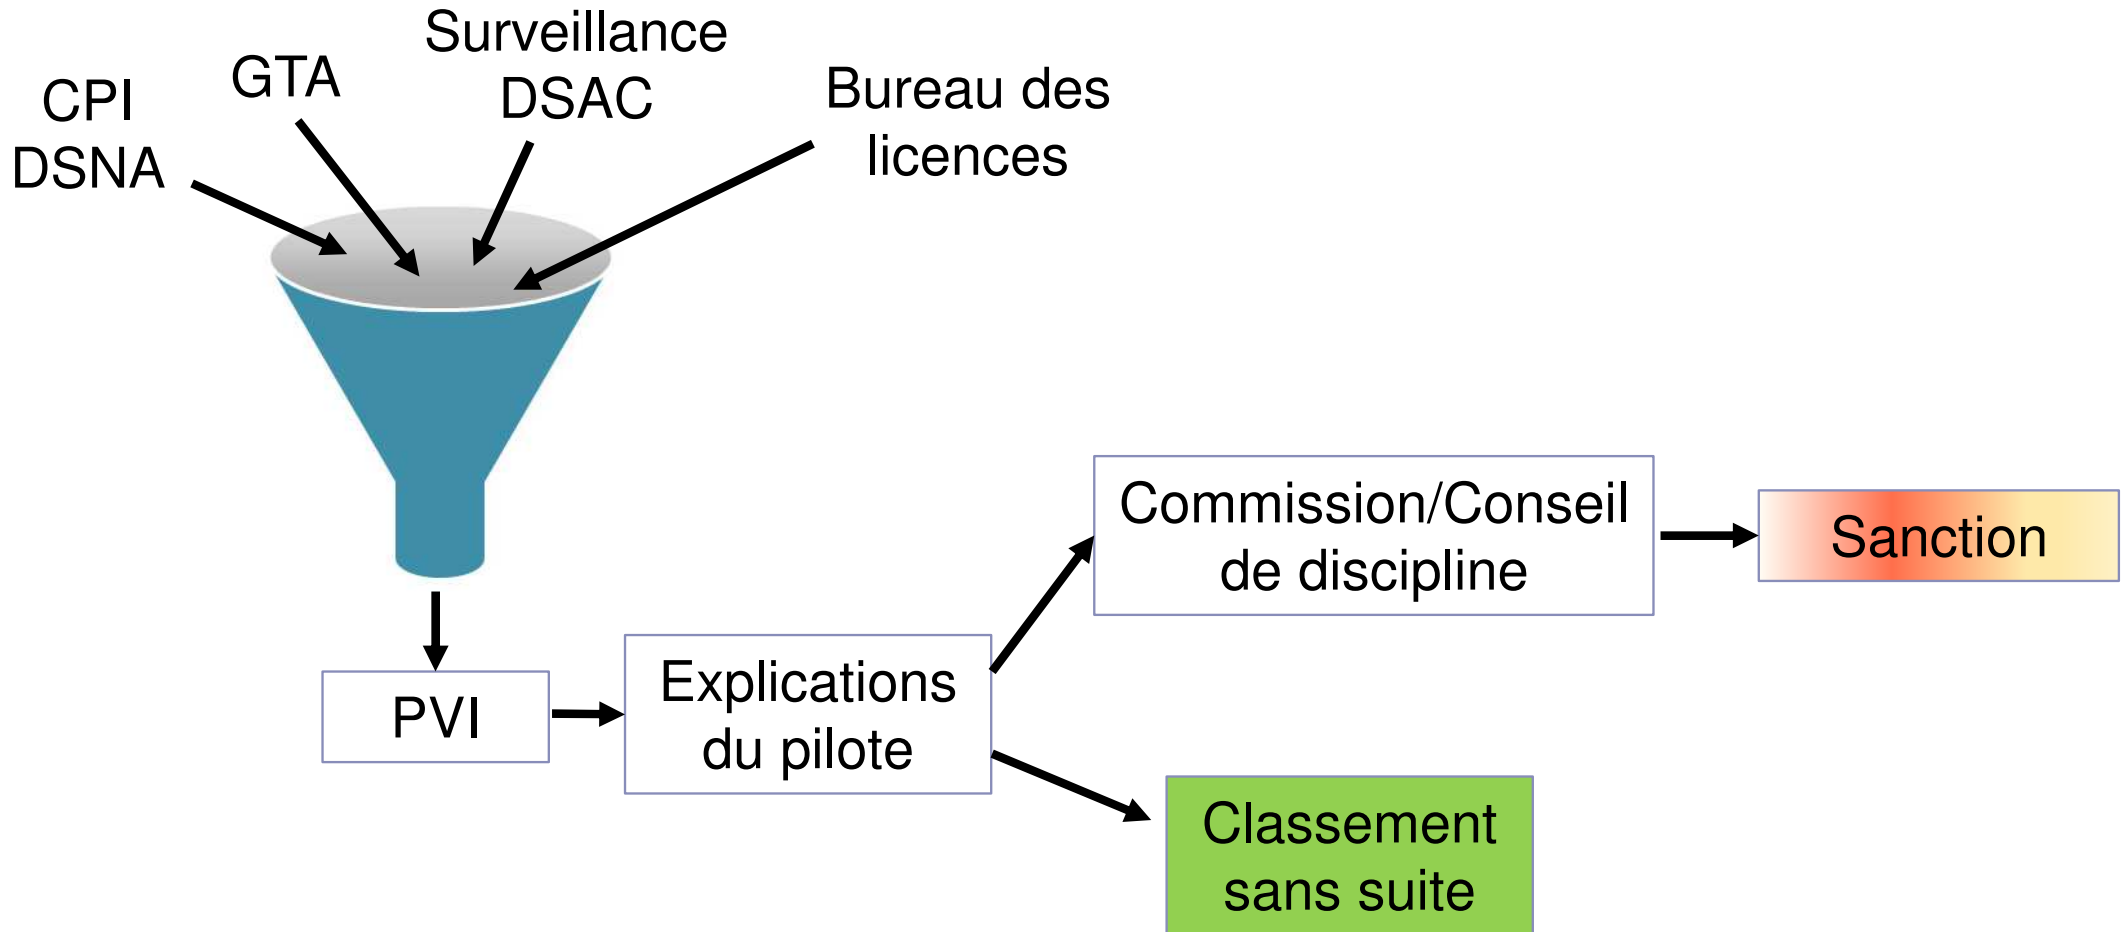 CPI
DSNA
GTA
Surveillance
DSAC
Bureau des
licences
PVI
Explications
du pilote
Commission/Conseil
de discipline
Sanction
Classement
sans suite